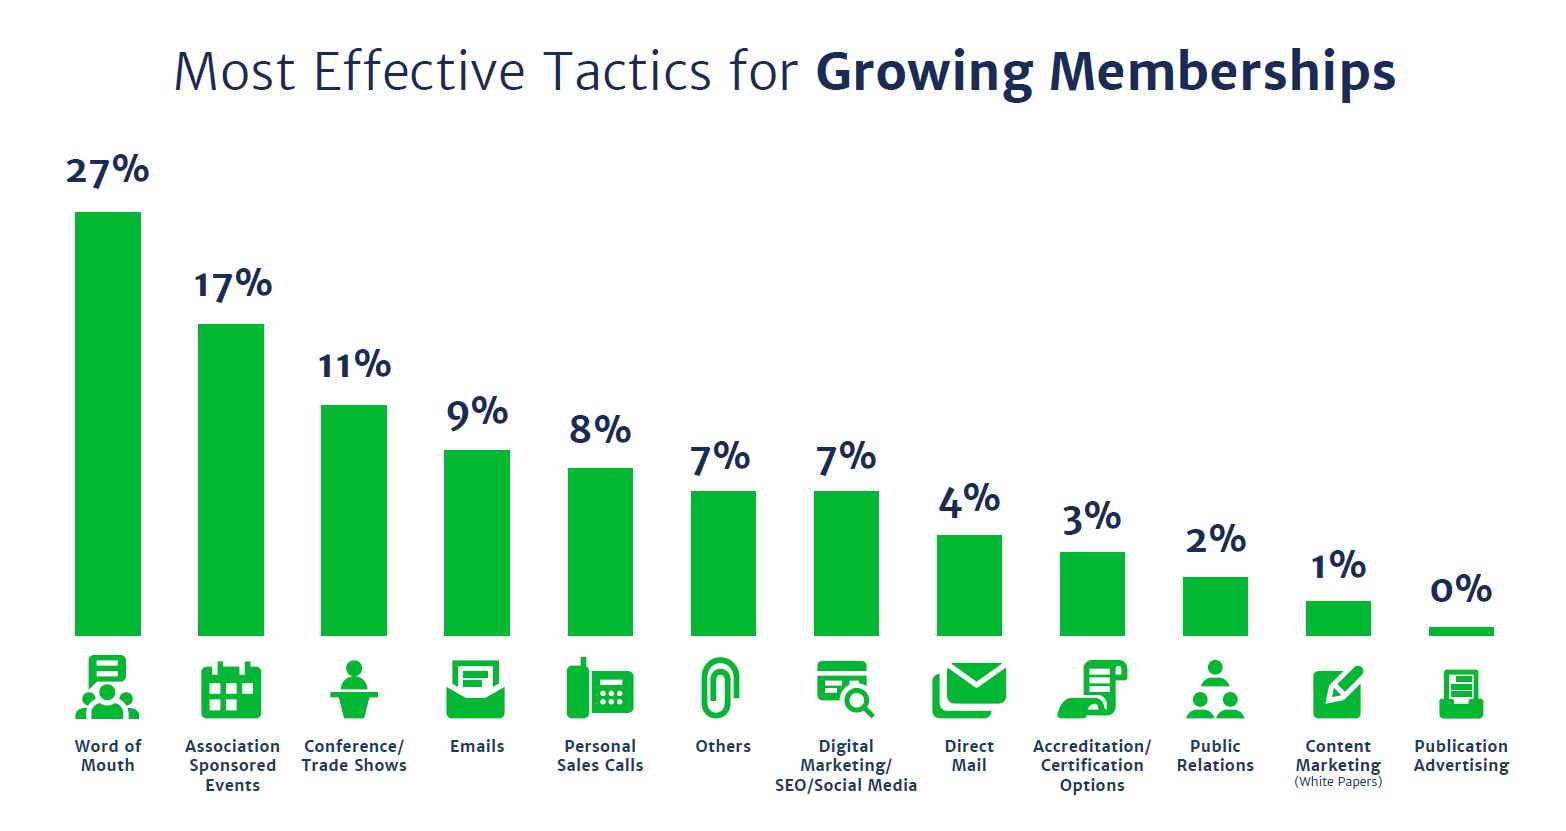 Most Effective Tactics for Growing Memberships
27%
17%
11%
9%
8%
7%
7%
4%
3%
2%
1%
0%
Word of
Mouth
Association
Sponsored
Events
Conference/
Trade Shows
Emails
Personal
Sales Calls
Others
Digital
Marketing/
SEO/Social Media
Direct
Mail
Accreditation/
Certification
Options
Public
Relations
Content
Marketing
(White Papers)
Publication
Advertising